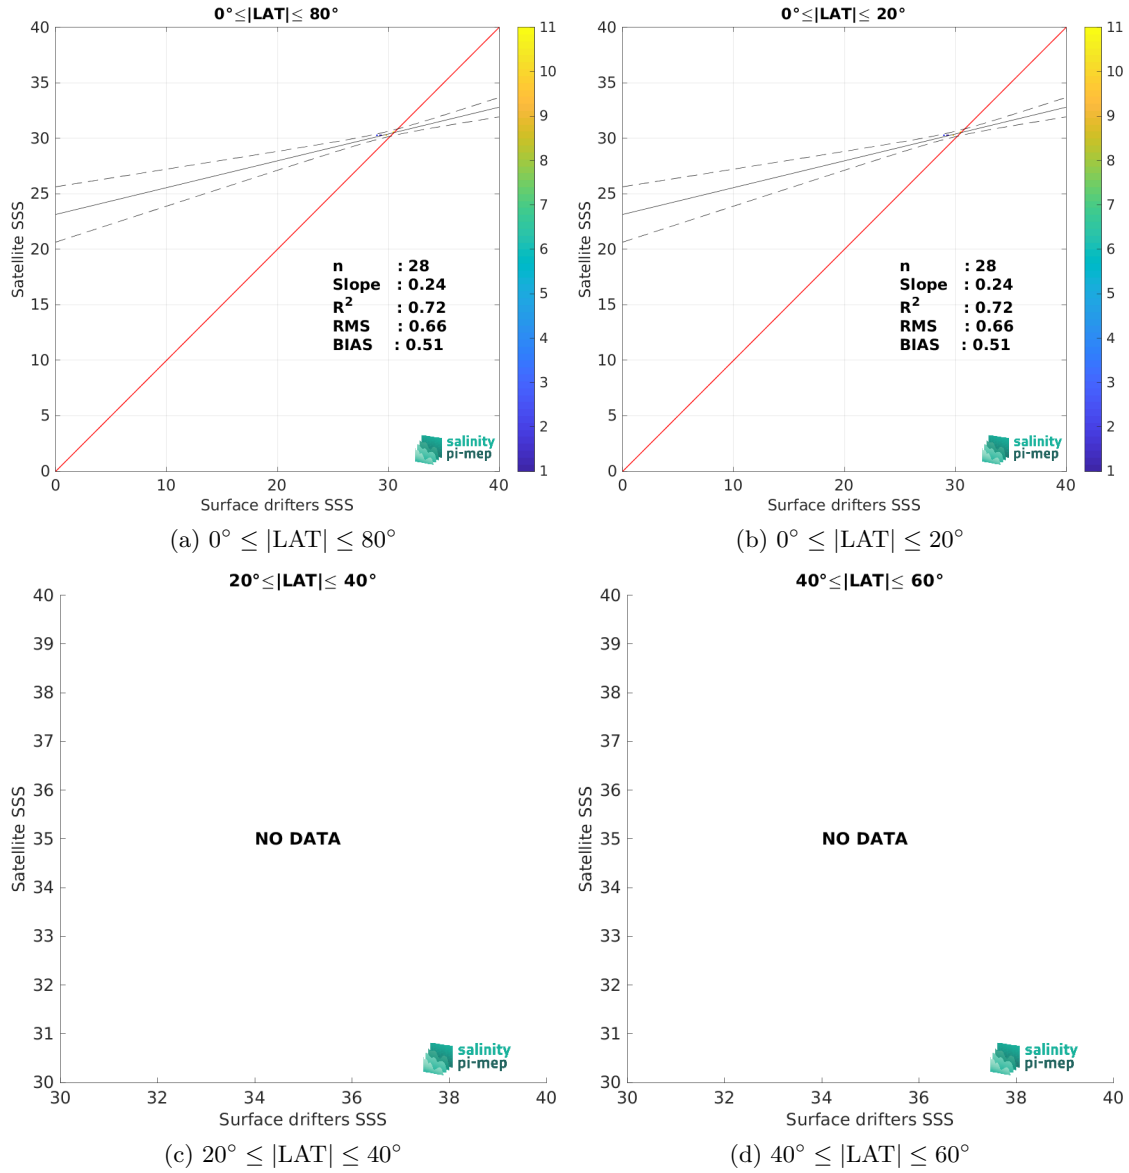 0°≤|LAT|≤ 80°
40
35
30
25
20
15
10
5
0
Satellite SSS
n : 28
Slope : 0.24
R² : 0.72
RMS : 0.66
BIAS : 0.51
salinity
pi-mep
0 10 20 30 40
Surface drifters SSS
11
10
9
8
7
6
5
4
3
2
1
(a) 0° ≤ |LAT| ≤ 80°
0°≤|LAT|≤ 20°
40
35
30
25
20
15
10
5
0
Satellite SSS
n : 28
Slope : 0.24
R² : 0.72
RMS : 0.66
BIAS : 0.51
salinity
pi-mep
0 10 20 30 40
Surface drifters SSS
11
10
9
8
7
6
5
4
3
2
1
(b) 0° ≤ |LAT| ≤ 20°
20°≤|LAT|≤ 40°
40
39
38
37
36
35
34
33
32
31
30
Satellite SSS
NO DATA
salinity
pi-mep
30 32 34 36 38 40
Surface drifters SSS
(c) 20° ≤ |LAT| ≤ 40°
40°≤|LAT|≤ 60°
40
39
38
37
36
35
34
33
32
31
30
Satellite SSS
NO DATA
salinity
pi-mep
30 32 34 36 38 40
Surface drifters SSS
(d) 40° ≤ |LAT| ≤ 60°